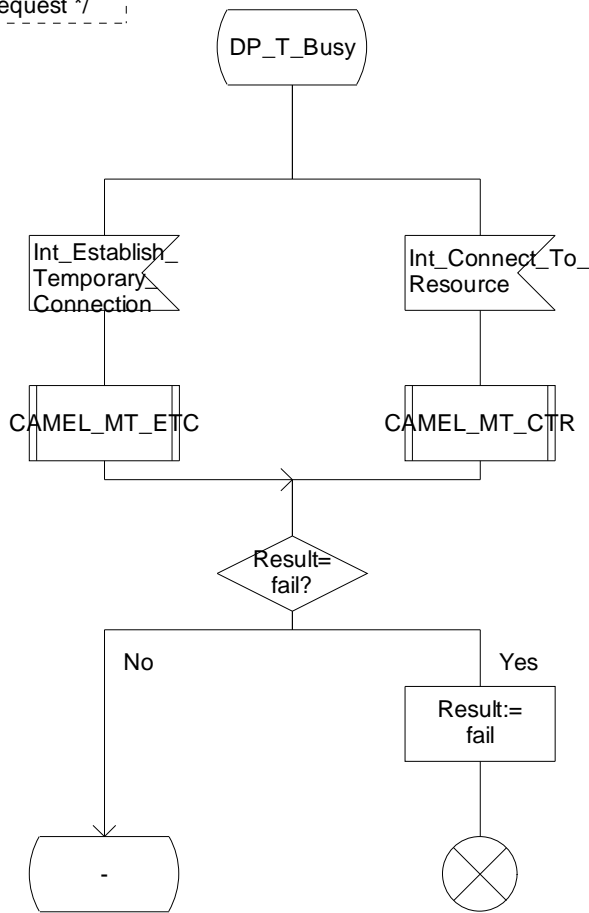 equest */
DP_T_Busy
Int_Establish_
Temporary_
Connection
Int_Connect_To_
Resource
CAMEL_MT_ETC
CAMEL_MT_CTR
Result=
fail?
No
Yes
Result:=
fail
-